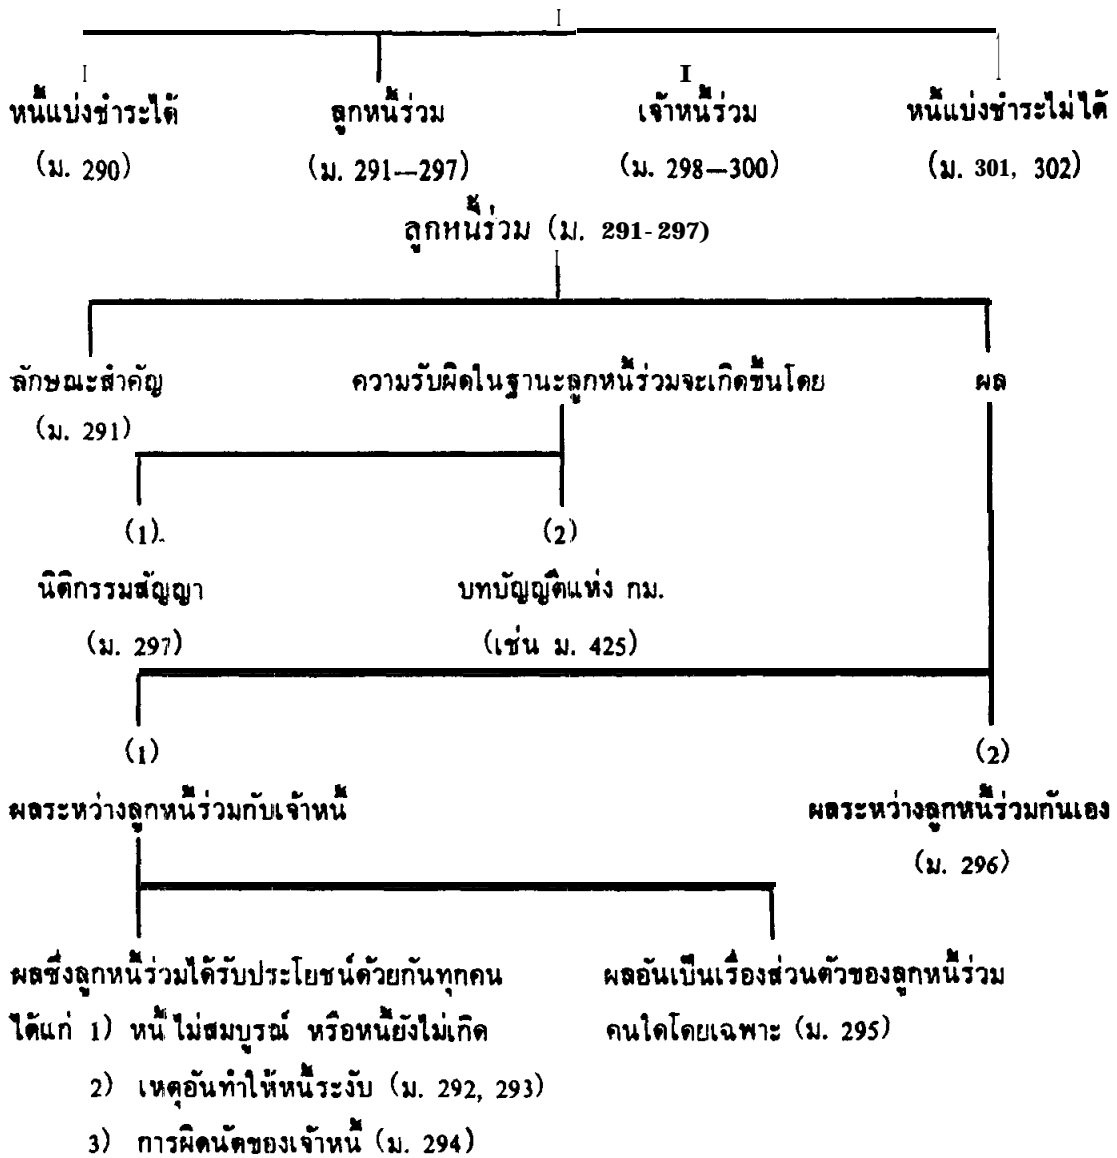 หนี้แบ่งชำระได้ ลูกหนี้ร่วม เจ้าหนี้ร่วม หนี้แบ่งชำระไม่ได้
(ม. 290) (ม. 291—297) (ม. 298—300) (ม. 301, 302)
ลูกหนี้ร่วม (ม. 291-297)
ลักษณะสำคัญ ความรับผิดในฐานะลูกหนี้ร่วมจะเกิดขึ้นโดย ผล
(ม. 291)
(1) (2)
นิติกรรมสัญญา บทบัญญัติแห่ง กม.
(ม. 297) (เช่น ม. 425)
(1) (2)
ผลระหว่างลูกหนี้ร่วมกับเจ้าหนี้ ผลระหว่างลูกหนี้ร่วมกันเอง
(ม. 296)
ผลซึ่งลูกหนี้ร่วมได้รับประโยชน์ด้วยกันทุกคน ผลอันเป็นเรื่องส่วนตัวของลูกหนี้ร่วม
ได้แก่ 1) หนี้ไม่สมบูรณ์ หรือหนี้ยังไม่เกิด คนใดโดยเฉพาะ (ม. 295)
2) เหตุอันทำให้หนี้ระงับ (ม. 292, 293)
3) การผิดนัดของเจ้าหนี้ (ม. 294)